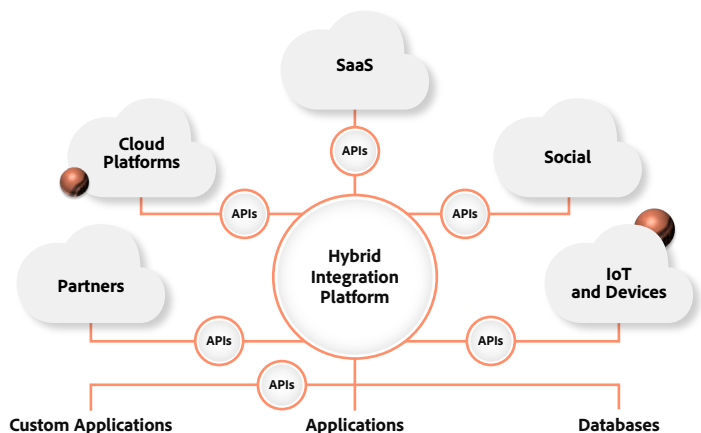 SaaS
APIs
Cloud
Platforms
Social
APIs
APIs
Hybrid
Integration
Platform
Partners
IoT
and Devices
APIs
APIs
APIs
Custom Applications
Applications
Databases